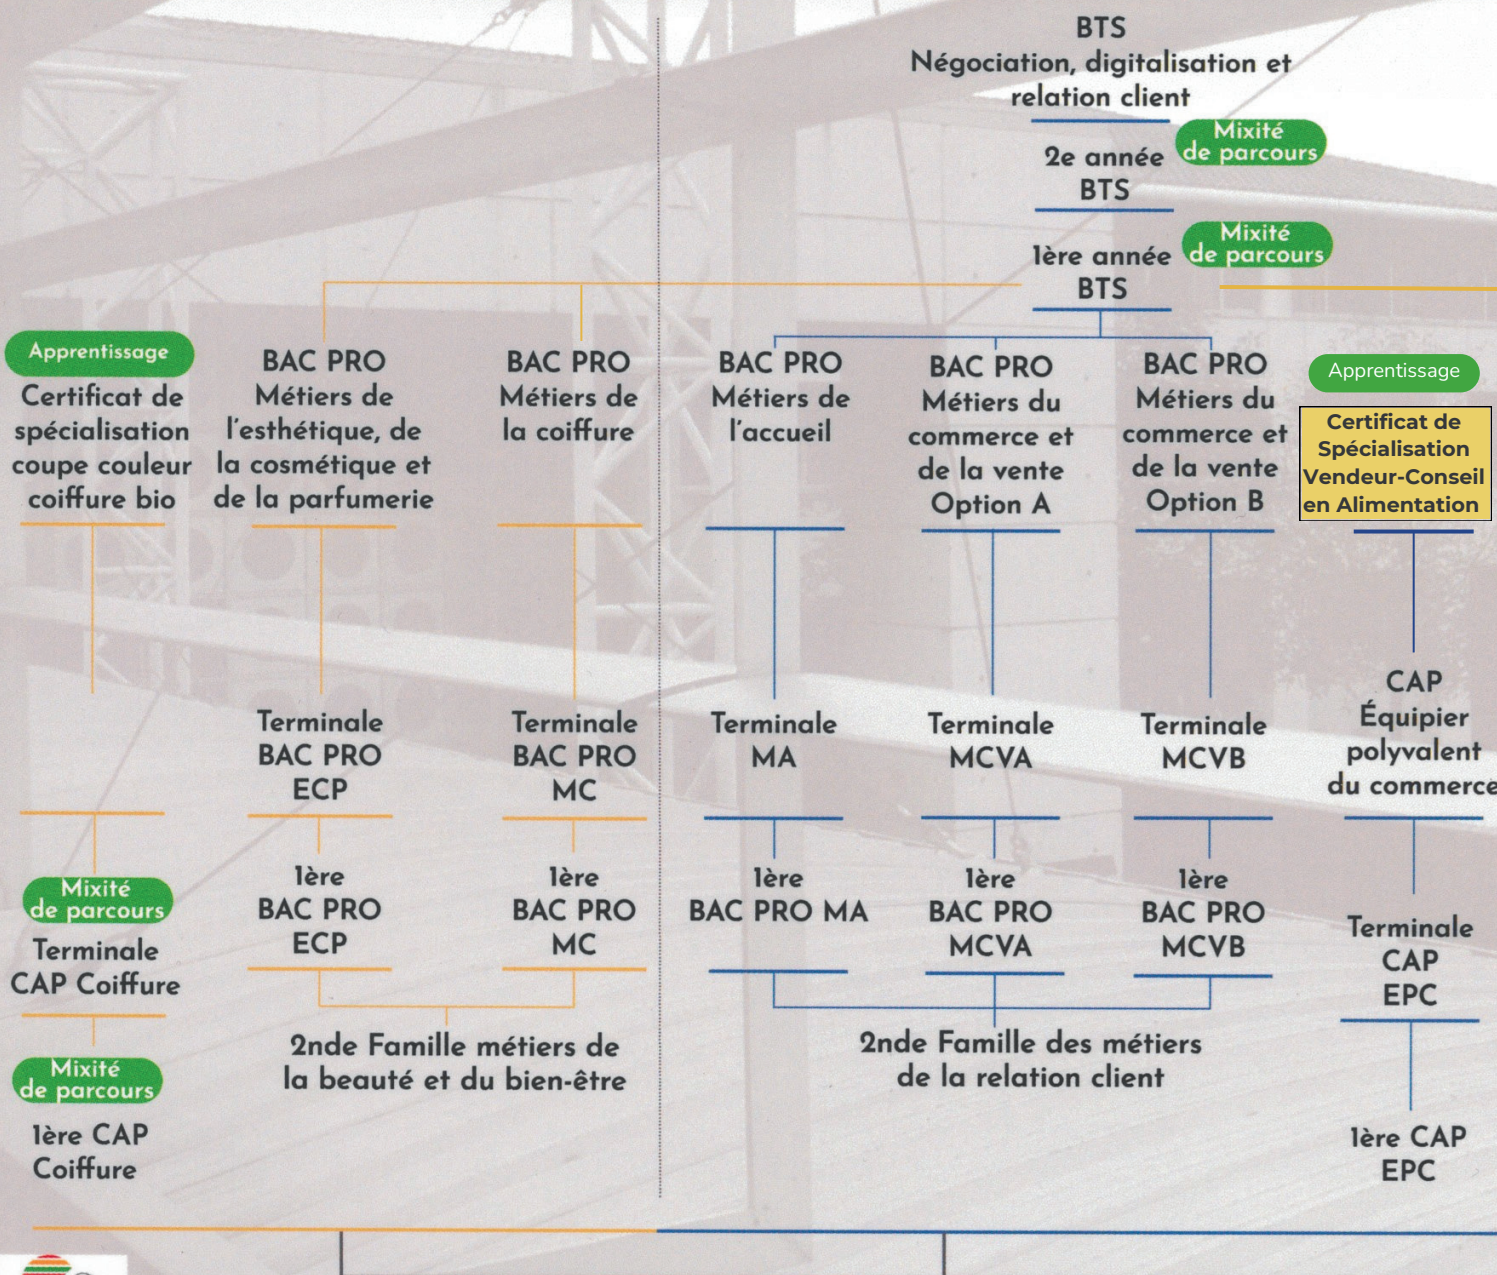 BTS
Négociation, digitalisation et
relation client
Mixité
de parcours
2e année
BTS
Mixité
de parcours
1ère année
BTS
Apprentissage
Certificat de
spécialisation
coupe couleur
coiffure bio
BAC PRO
Métiers de
l'esthétique, de
la cosmétique et
de la parfumerie
BAC PRO
Métiers de
la coiffure
BAC PRO
Métiers de
l'accueil
BAC PRO
Métiers du
commerce et
de la vente
Option A
BAC PRO
Métiers du
commerce et
de la vente
Option B
Apprentissage
Certificat de
Spécialisation
Vendeur-Conseil
en Alimentation
Terminale
BAC PRO
ECP
Terminale
BAC PRO
MC
Terminale
MA
Terminale
MCVA
Terminale
MCVB
CAP
Équipier
polyvalent
du commerce
Mixité
de parcours
Terminale
CAP Coiffure
1ère
BAC PRO
ECP
1ère
BAC PRO
MC
1ère
BAC PRO MA
1ère
BAC PRO
MCVA
1ère
BAC PRO
MCVB
Terminale
CAP
EPC
Mixité
de parcours
1ère CAP
Coiffure
2nde Famille métiers de
la beauté et du bien-être
2nde Famille des métiers
de la relation client
1ère CAP
EPC